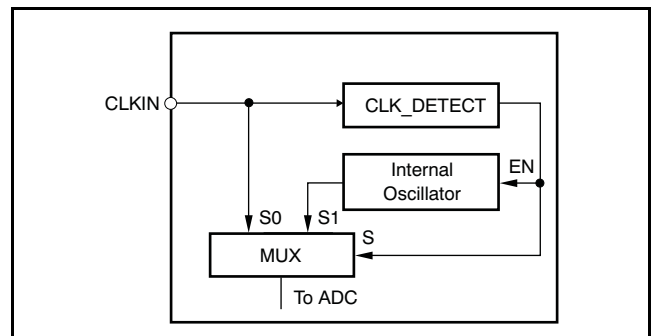 CLKIN
CLK_DETECT
Internal
Oscillator
EN
S0
S1
S
MUX
To ADC